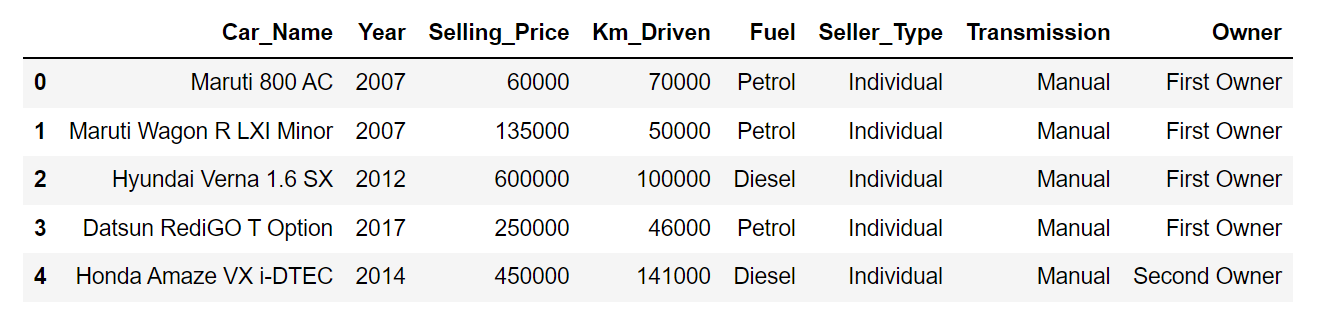 Car_Name Year Selling_Price Km_Driven Fuel Seller_Type Transmission Owner
0 Maruti 800 AC 2007 60000 70000 Petrol Individual Manual First Owner
1 Maruti Wagon R LXI Minor 2007 135000 50000 Petrol Individual Manual First Owner
2 Hyundai Verna 1.6 SX 2012 600000 100000 Diesel Individual Manual First Owner
3 Datsun RediGO T Option 2017 250000 46000 Petrol Individual Manual First Owner
4 Honda Amaze VX i-DTEC 2014 450000 141000 Diesel Individual Manual Second Owner